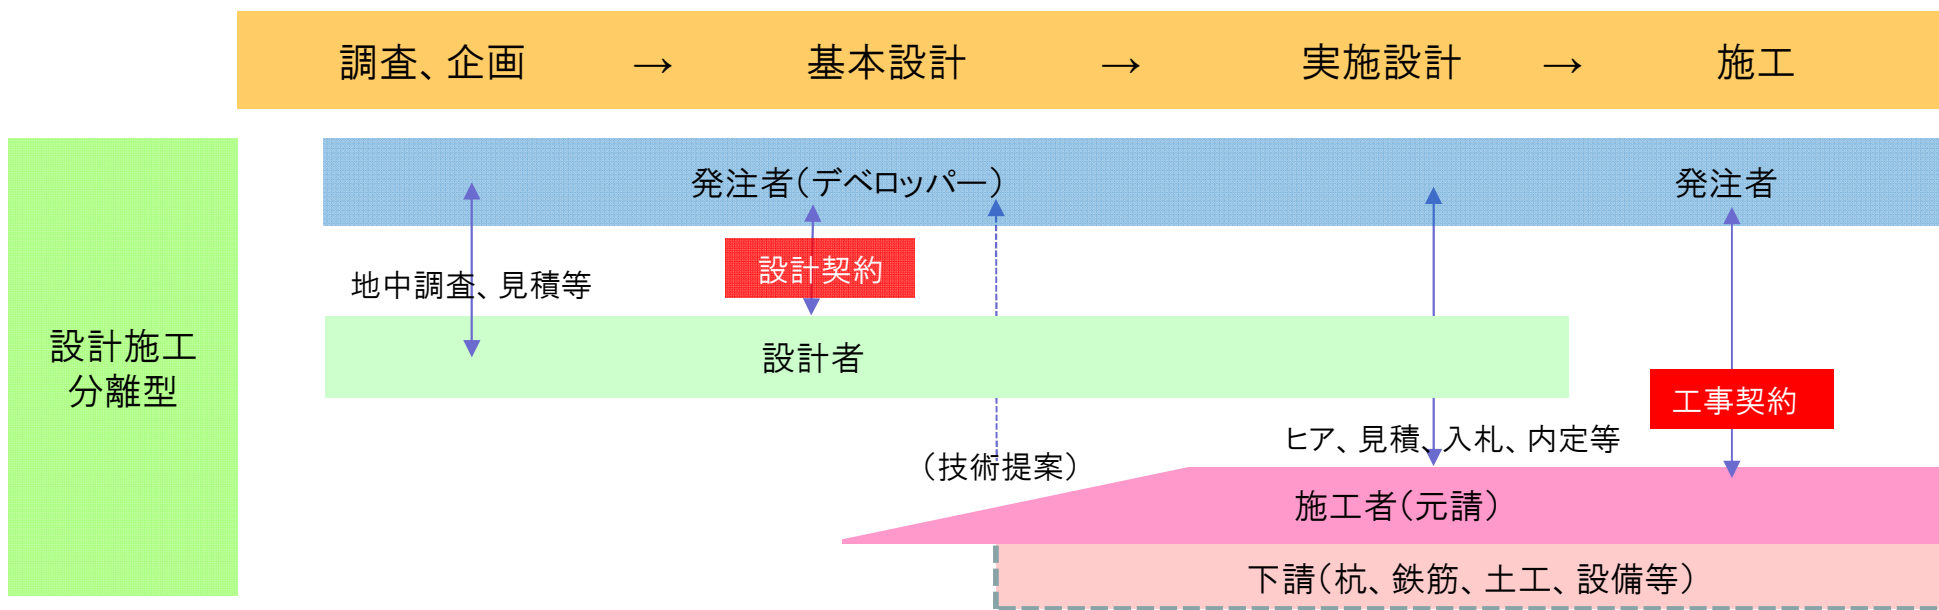 調査、企画 → 基本設計 → 実施設計 → 施工
発注者（デベロッパー）
発注者
設計契約
地中調査、見積等
設計施工
分離型
設計者
工事契約
ヒア、見積、入札、内定等
（技術提案）
施工者（元請）
下請（杭、鉄筋、土工、設備等）